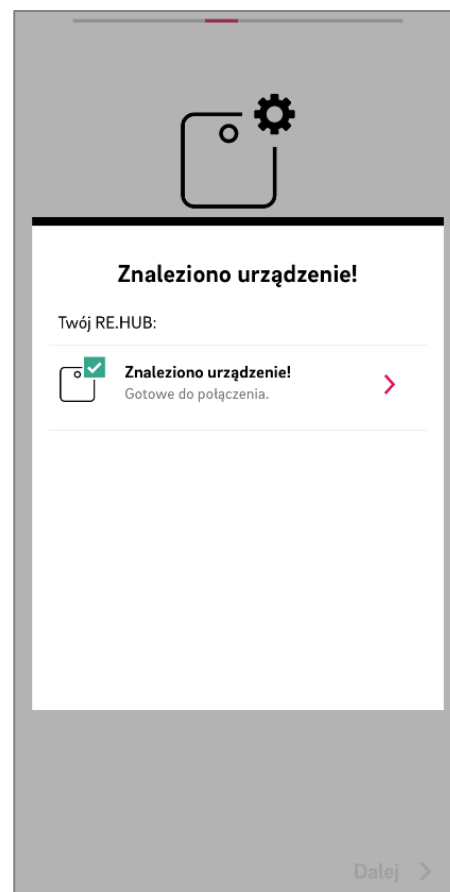 Znaleziono urządzenie!
Twój RE.HUB:
Znaleziono urządzenie!
Gotowe do połączenia.
Dalej